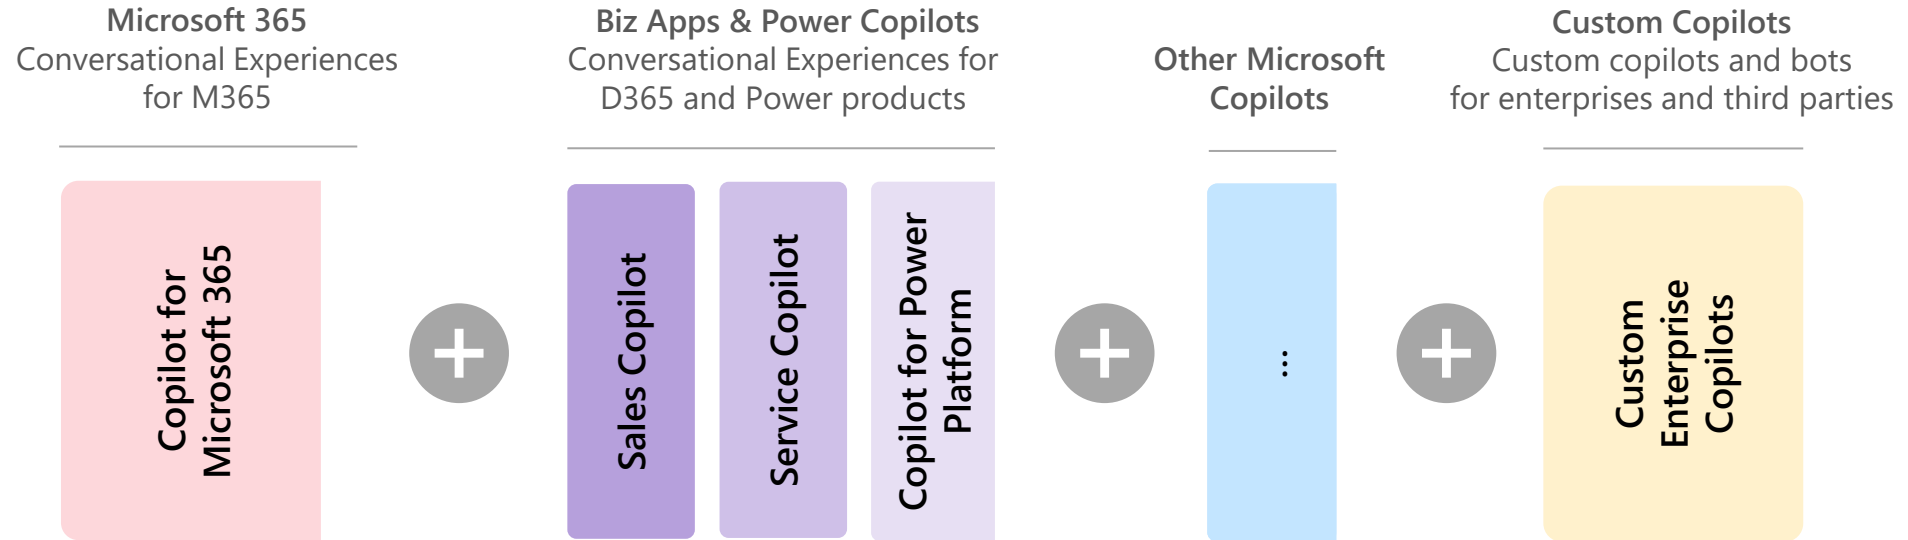 Microsoft 365
Conversational Experiences
for M365
Biz Apps & Power Copilots
Conversational Experiences for
D365 and Power products
Other Microsoft
Copilots
Custom Copilots
Custom copilots and bots
for enterprises and third parties
Copilot for
Microsoft 365
Sales Copilot
Service Copilot
Copilot for Power
Platform
...
Custom
Enterprise
Copilots